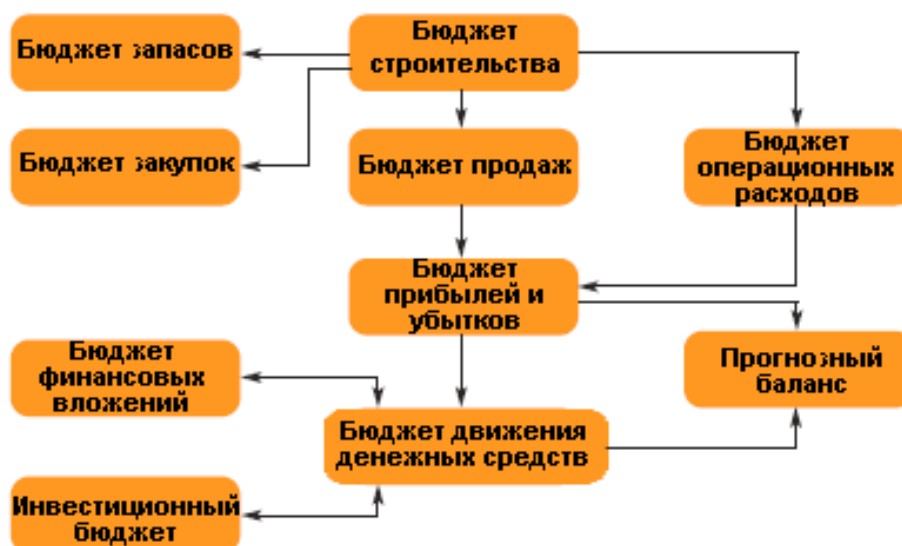 Бюджет запасов
Бюджет
строительства
Бюджет закупок
Бюджет продаж
Бюджет
операционных
расходов
Бюджет
прибылей и
убытков
Бюджет
финансовых
вложений
Прогнозный
баланс
Бюджет движения
денежных средств
Инвестиционный
бюджет